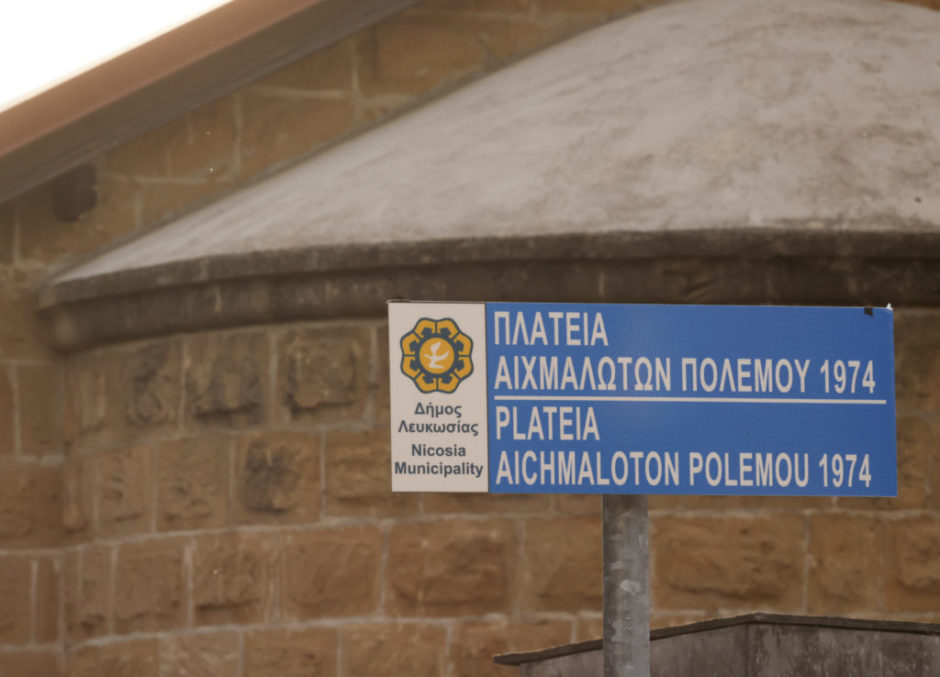 Δήμος
Λευκωσίας
Nicosia
Municipality
ΠΛΑΤΕΙΑ
ΑΙΧΜΑΛΩΤΩΝ ΠΟΛΕΜΟΥ 1974
PLATEIA
AICHMALOTON POLEMOU 1974